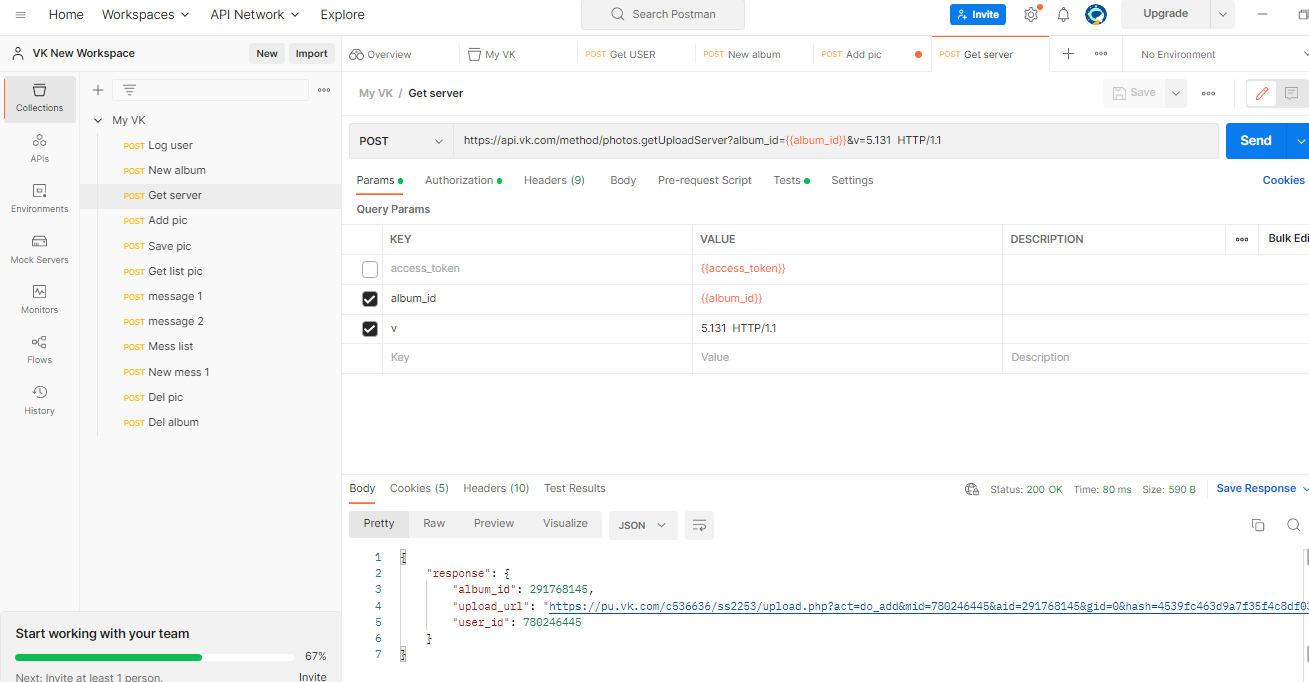 Home Workspaces API Network Explore Search Postman Invite Upgrade
VK New Workspace New Import Overview My VK POST Get USER POST New album POST Add pic POST Get server No Environment
Collections
APIs
Environments
Mock Servers
Monitors
Flows
History
My VK
POST Log user
POST New album
POST Get server
POST Add pic
POST Save pic
POST Get list pic
POST message 1
POST message 2
POST Mess list
POST New mess 1
POST Del pic
POST Del album
Start working with your team
67%
Next: Invite at least 1 person. Invite
My VK / Get server Save
POST https://api.vk.com/method/photos.getUploadServer?album_id={{album_id}}&v=5.131 HTTP/1.1 Send
Params Authorization Headers (9) Body Pre-request Script Tests Settings Cookies
Query Params
KEY VALUE DESCRIPTION Bulk Edi
access_token {{access_token}}
album_id {{album_id}}
v 5.131 HTTP/1.1
Key Value Description
Body Cookies (5) Headers (10) Test Results Status: 200 OK Time: 80 ms Size: 590 B Save Response
Pretty Raw Preview Visualize JSON
1 {
2 "response": {
3 "album_id": 291768145,
4 "upload_url": "https://pu.vk.com/c536636/ss2253/upload.php?act=do_add&mid=780246445&aid=291768145&gid=0&hash=4539fc463d9a7f35f4c8df03
5 "user_id": 780246445
6 }
7 }